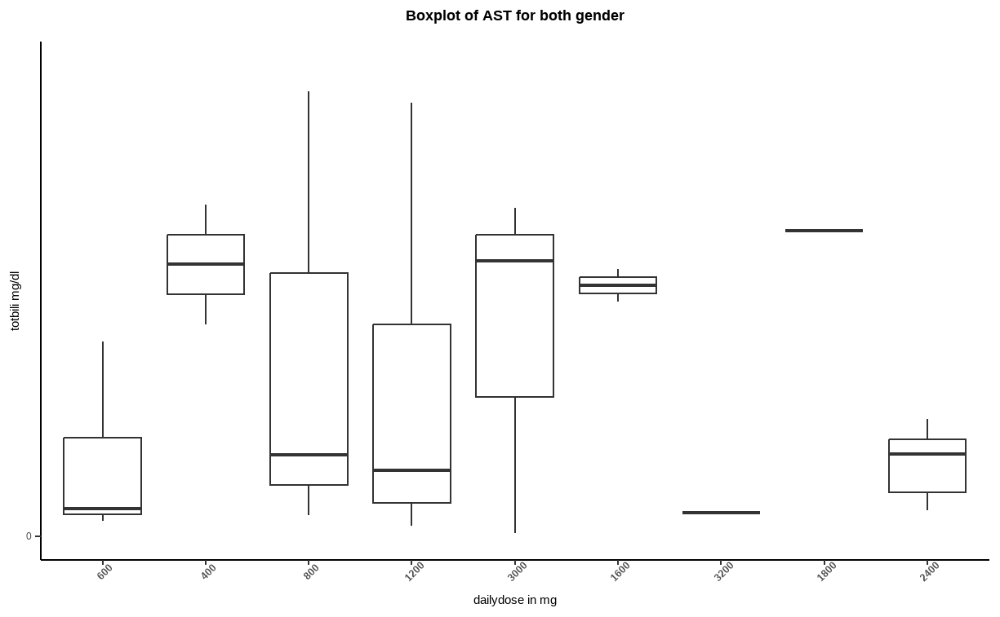 Boxplot of AST for both gender
totbili mg/dl
0
600 400 800 1200 3000 1600 3200 1800 2400
dailydose in mg